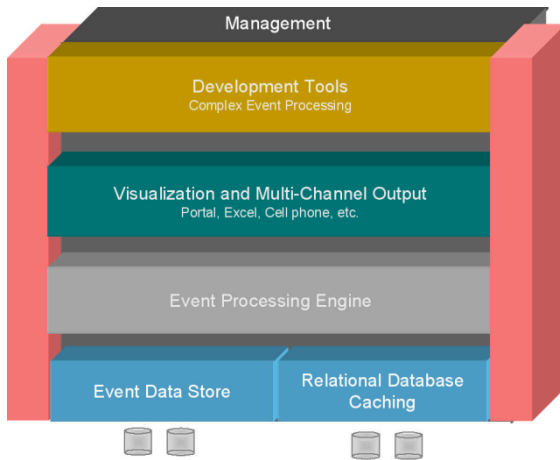 Management
Development Tools
Complex Event Processing
Visualization and Multi-Channel Output
Portal, Excel, Cell phone, etc.
Event Processing Engine
Event Data Store
Relational Database
Caching